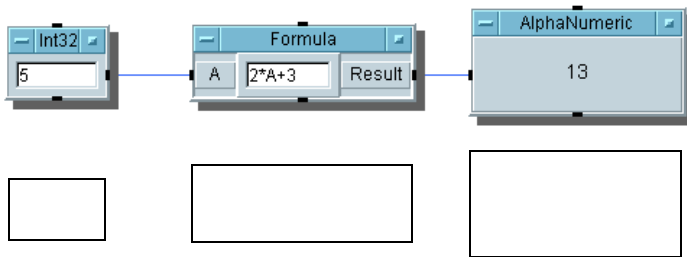 Int32
5
Formula
A
2*A+3
Result
AlphaNumeric
13